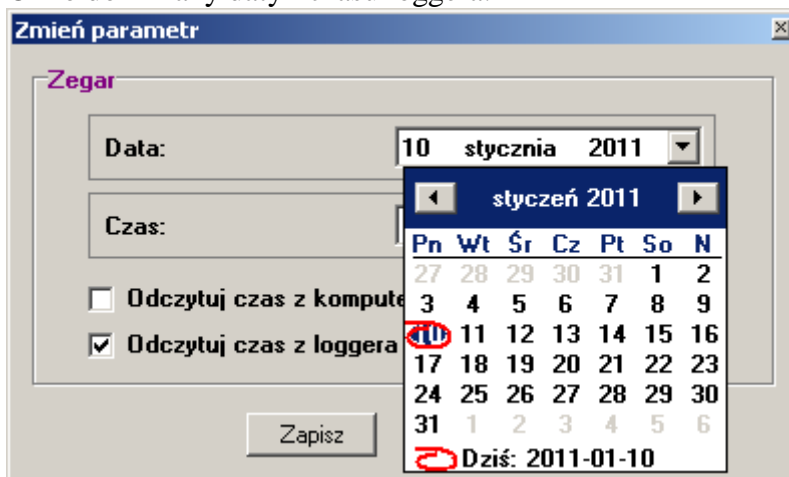 Zmień parametr
Zegar
Data:
10 stycznia 2011
styczeń 2011
Czas:
Pn Wt Śr Cz Pt So N
27 28 29 30 31 1 2
Odczytuj czas z
3 4 5 6 7 8 9
10 11 12 13 14 15 16
Odczytuj czas z loggera
17 18 19 20 21 22 23
24 25 26 27 28 29 30
31 1 2 3 4 5 6
Zapisz
Dziś: 2011-01-10